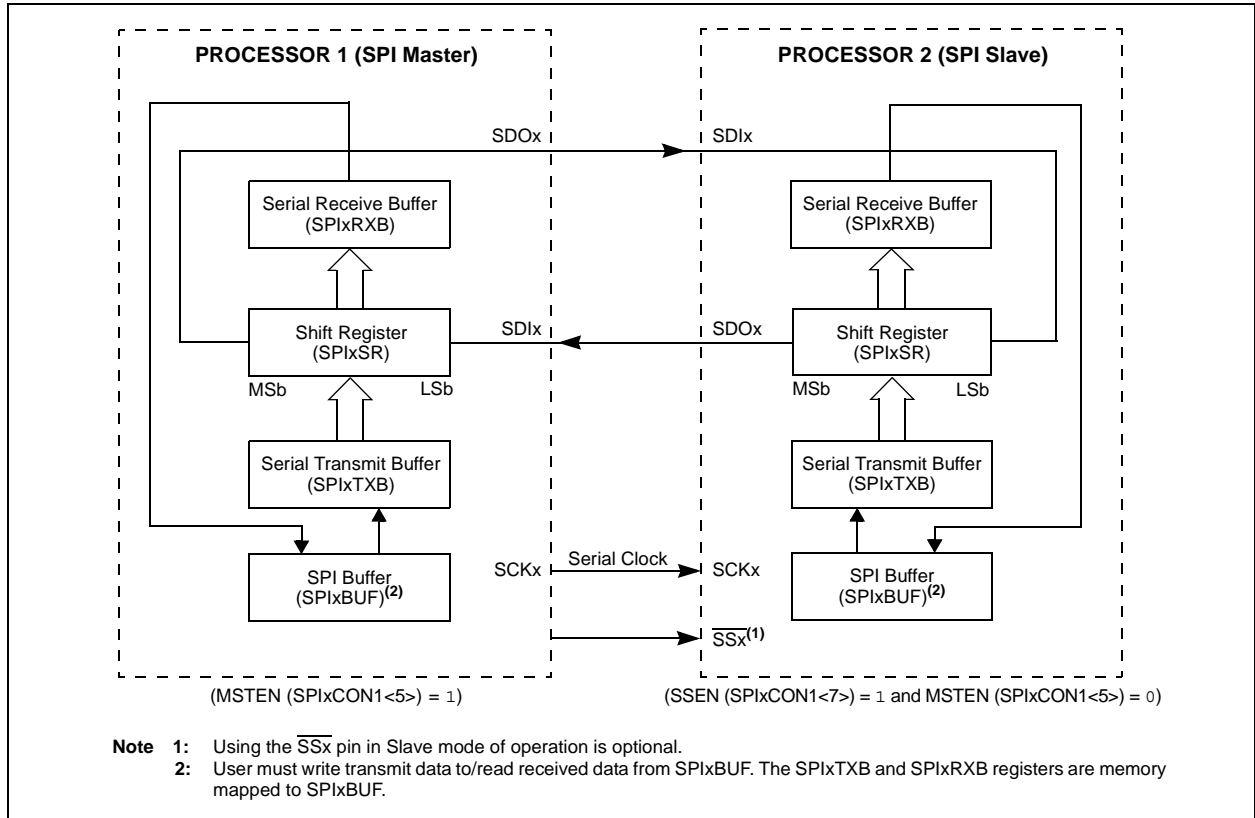 PROCESSOR 1 (SPI Master)
PROCESSOR 2 (SPI Slave)
SDOx
SDIx
Serial Receive Buffer
(SPIxRXB)
Serial Receive Buffer
(SPIxRXB)
Shift Register
(SPIxSR)
SDIx
SDOx
Shift Register
(SPIxSR)
MSb
LSb
MSb
LSb
Serial Transmit Buffer
(SPIxTXB)
Serial Transmit Buffer
(SPIxTXB)
SPI Buffer
(SPIxBUF)(2)
SCKx
Serial Clock
SCKx
SPI Buffer
(SPIxBUF)(2)
SSx(1)
(MSTEN (SPIxCON1<5>) = 1)
(SSEN (SPIxCON1<7>) = 1 and MSTEN (SPIxCON1<5>) = 0)
Note 1: Using the SSx pin in Slave mode of operation is optional.
2: User must write transmit data to/read received data from SPIxBUF. The SPIxTXB and SPIxRXB registers are memory
mapped to SPIxBUF.